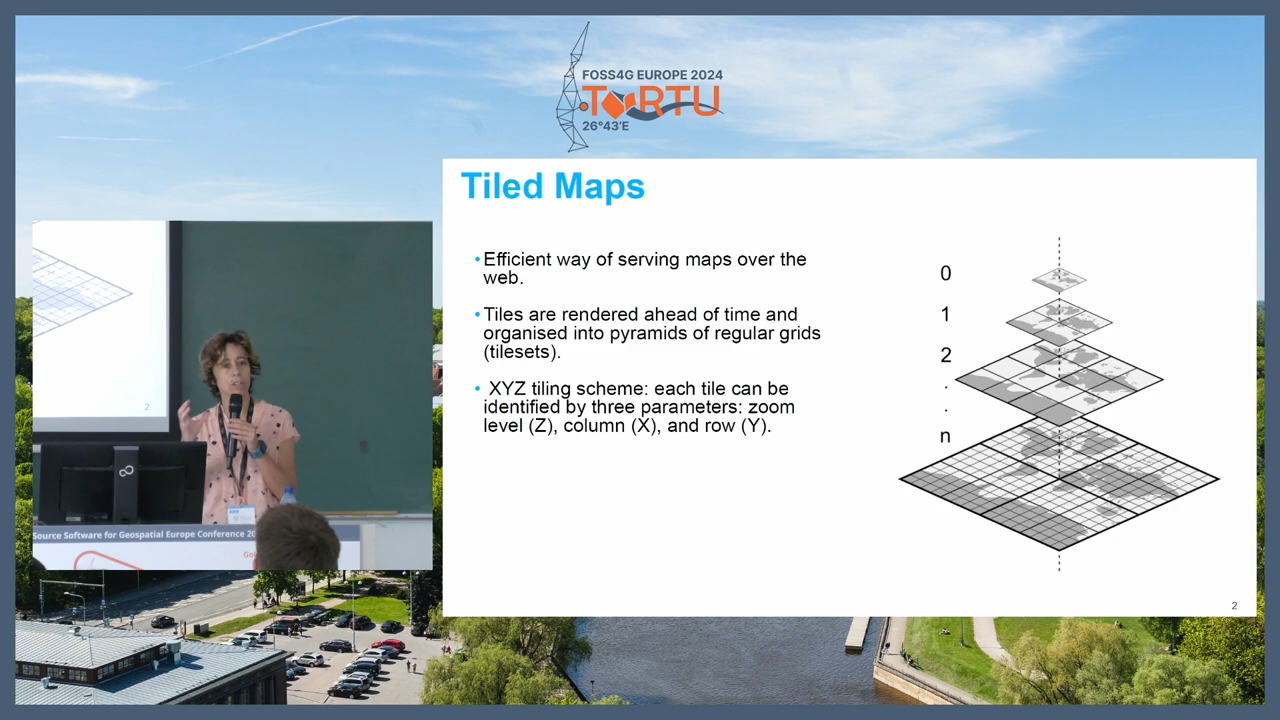 FOSS4G EUROPE 2024
TORTU
26°43'E
Tiled Maps
•Efficient way of serving maps over the
web.
•Tiles are rendered ahead of time and
organised into pyramids of regular grids
(tilesets).
• XYZ tiling scheme: each tile can be
identified by three parameters: zoom
level (Z), column (X), and row (Y).
0
1
2
.
.
n
2
2
Source Software for Geospatial Europe Conference 20